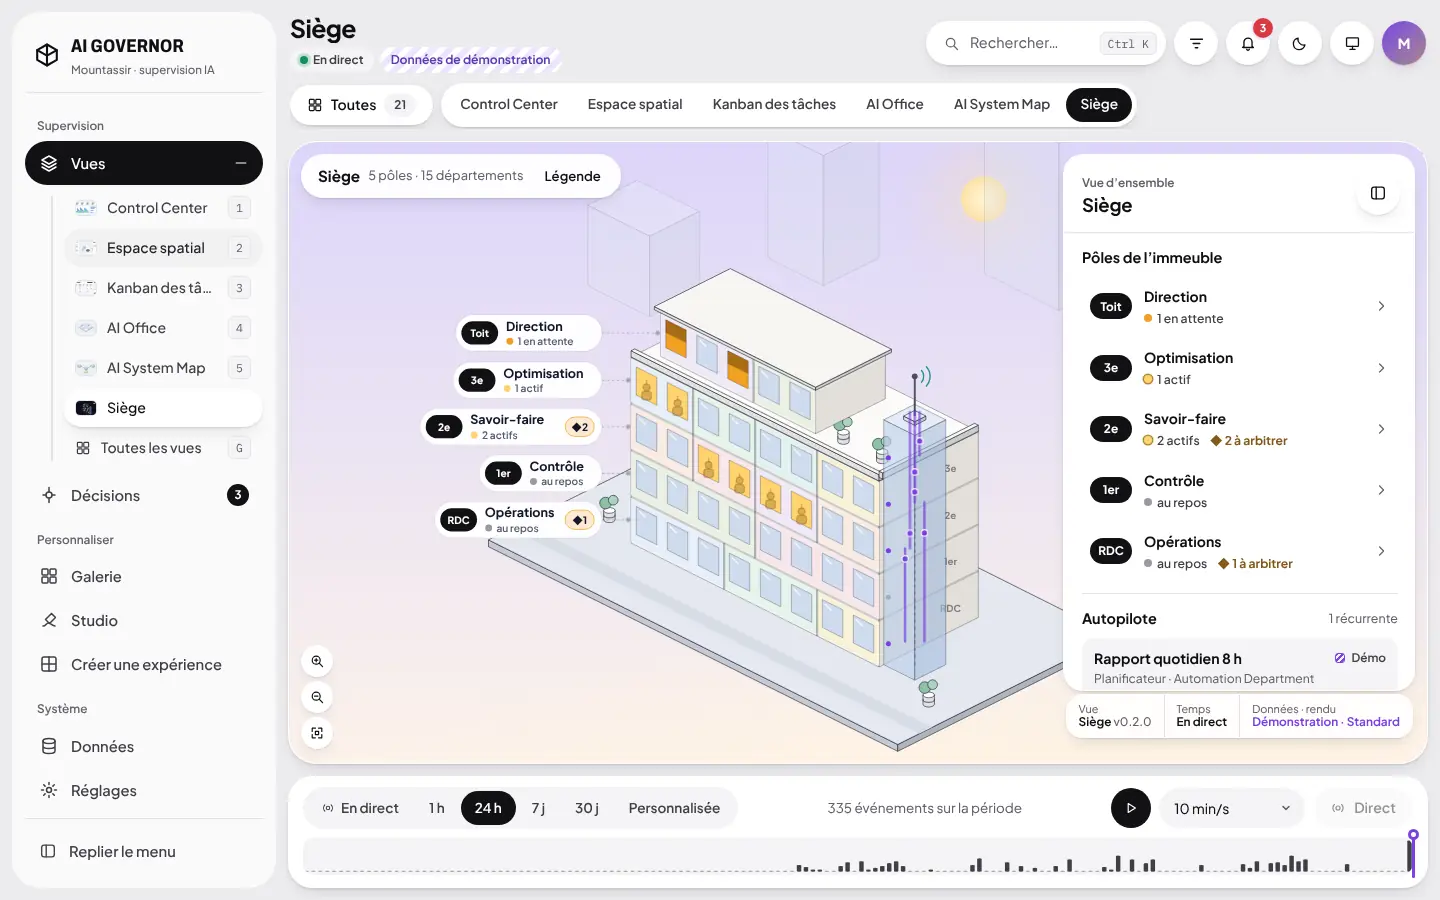 AI GOVERNOR
Mountassir · supervision IA
Supervision
Vues
Control Center 1
Espace spatial 2
Kanban des tâ... 3
AI Office 4
AI System Map 5
Siège
Toutes les vues G
Décisions 3
Personnaliser
Galerie
Studio
Créer une expérience
Système
Données
Réglages
Replier le menu
Siège
En direct Données de démonstration
Rechercher... Ctrl K
3
M
Toutes 21
Control Center Espace spatial Kanban des tâches AI Office AI System Map Siège
Siège 5 pôles · 15 départements Légende
Toit Direction
1 en attente
3e Optimisation
1 actif
2e Savoir-faire
2 actifs
2
1er Contrôle
au repos
RDC Opérations
au repos
1
3e
2e
1er
RDC
Vue d'ensemble
Siège
Pôles de l'immeuble
Toit Direction
1 en attente
3e Optimisation
1 actif
2e Savoir-faire
2 actifs 2 à arbitrer
1er Contrôle
au repos
RDC Opérations
au repos 1 à arbitrer
Autopilote 1 récurrente
Rapport quotidien 8 h Démo
Planificateur · Automation Department
Vue Temps Données · rendu
Siège v0.2.0 En direct Démonstration · Standard
En direct 1 h 24 h 7 j 30 j Personnalisée
335 événements sur la période
10 min/s Direct